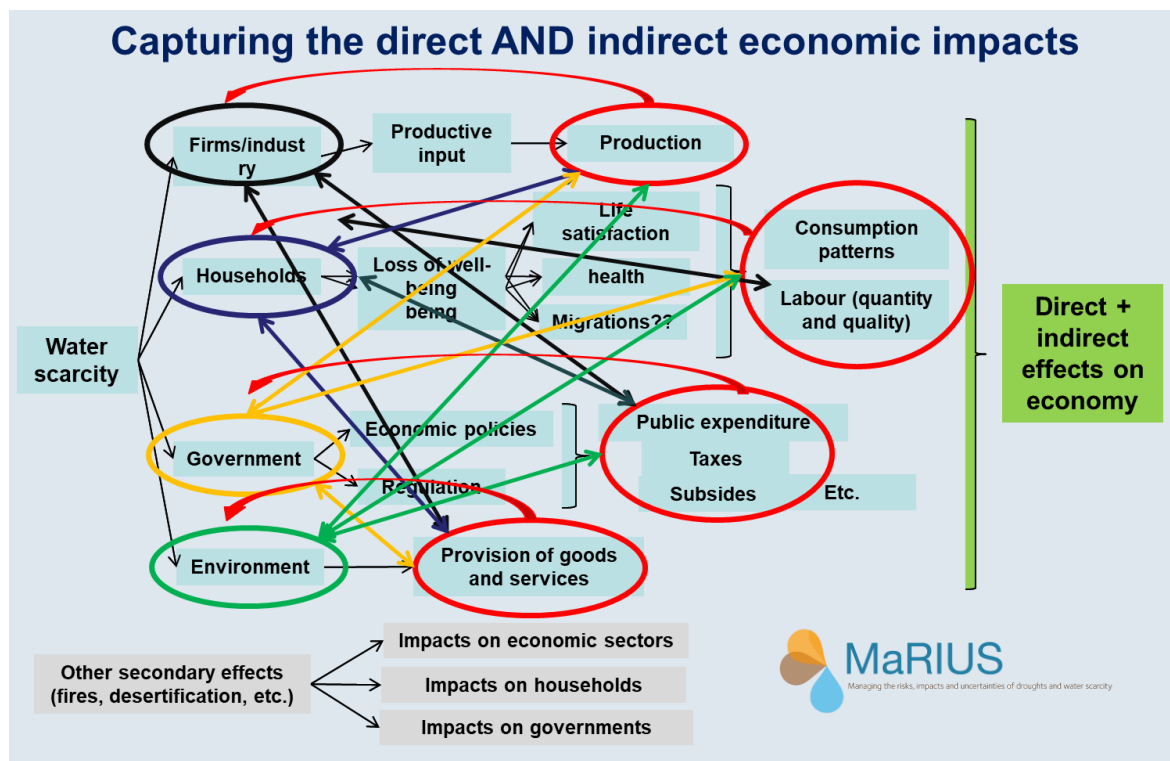 Capturing the direct AND indirect economic impacts
Firms/indust
ry
Productive
input
Production
Life
satisfaction
Consumption
patterns
Households
Loss of well-
being
being
health
Labour (quantity
and quality)
Migrations??
Direct +
indirect
effects on
economy
Water
scarcity
Economic policies
Public expenditure
Government
Taxes
Regulation
Subsides
Etc.
Environment
Provision of goods
and services
Other secondary effects
(fires, desertification, etc.)
Impacts on economic sectors
Impacts on households
Impacts on governments
MaRIUS
Managing the risks, impacts and uncertainties of droughts and water scarcity